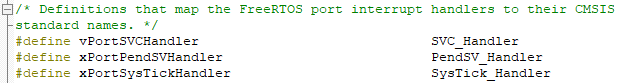 /* Definitions that map the FreeRTOS port interrupt handlers to their CMSIS
standard names. */
#define vPortSVCHandler SVC_Handler
#define xPortPendSVHandler PendSV_Handler
#define xPortSysTickHandler SysTick_Handler